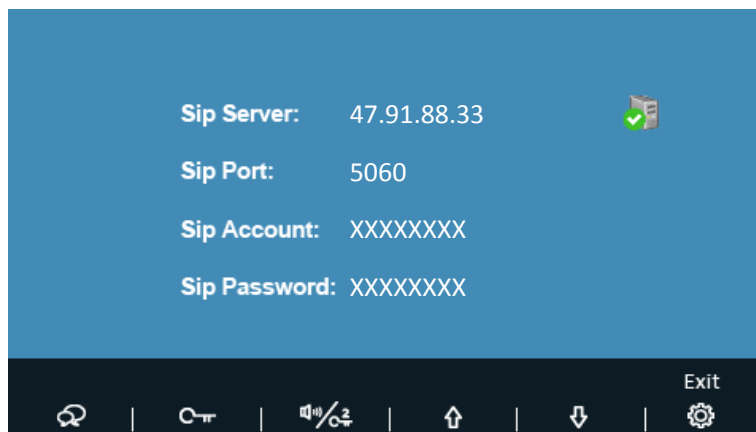 Sip Server: 47.91.88.33
Sip Port: 5060
Sip Account: XXXXXXXX
Sip Password: XXXXXXXX
Exit